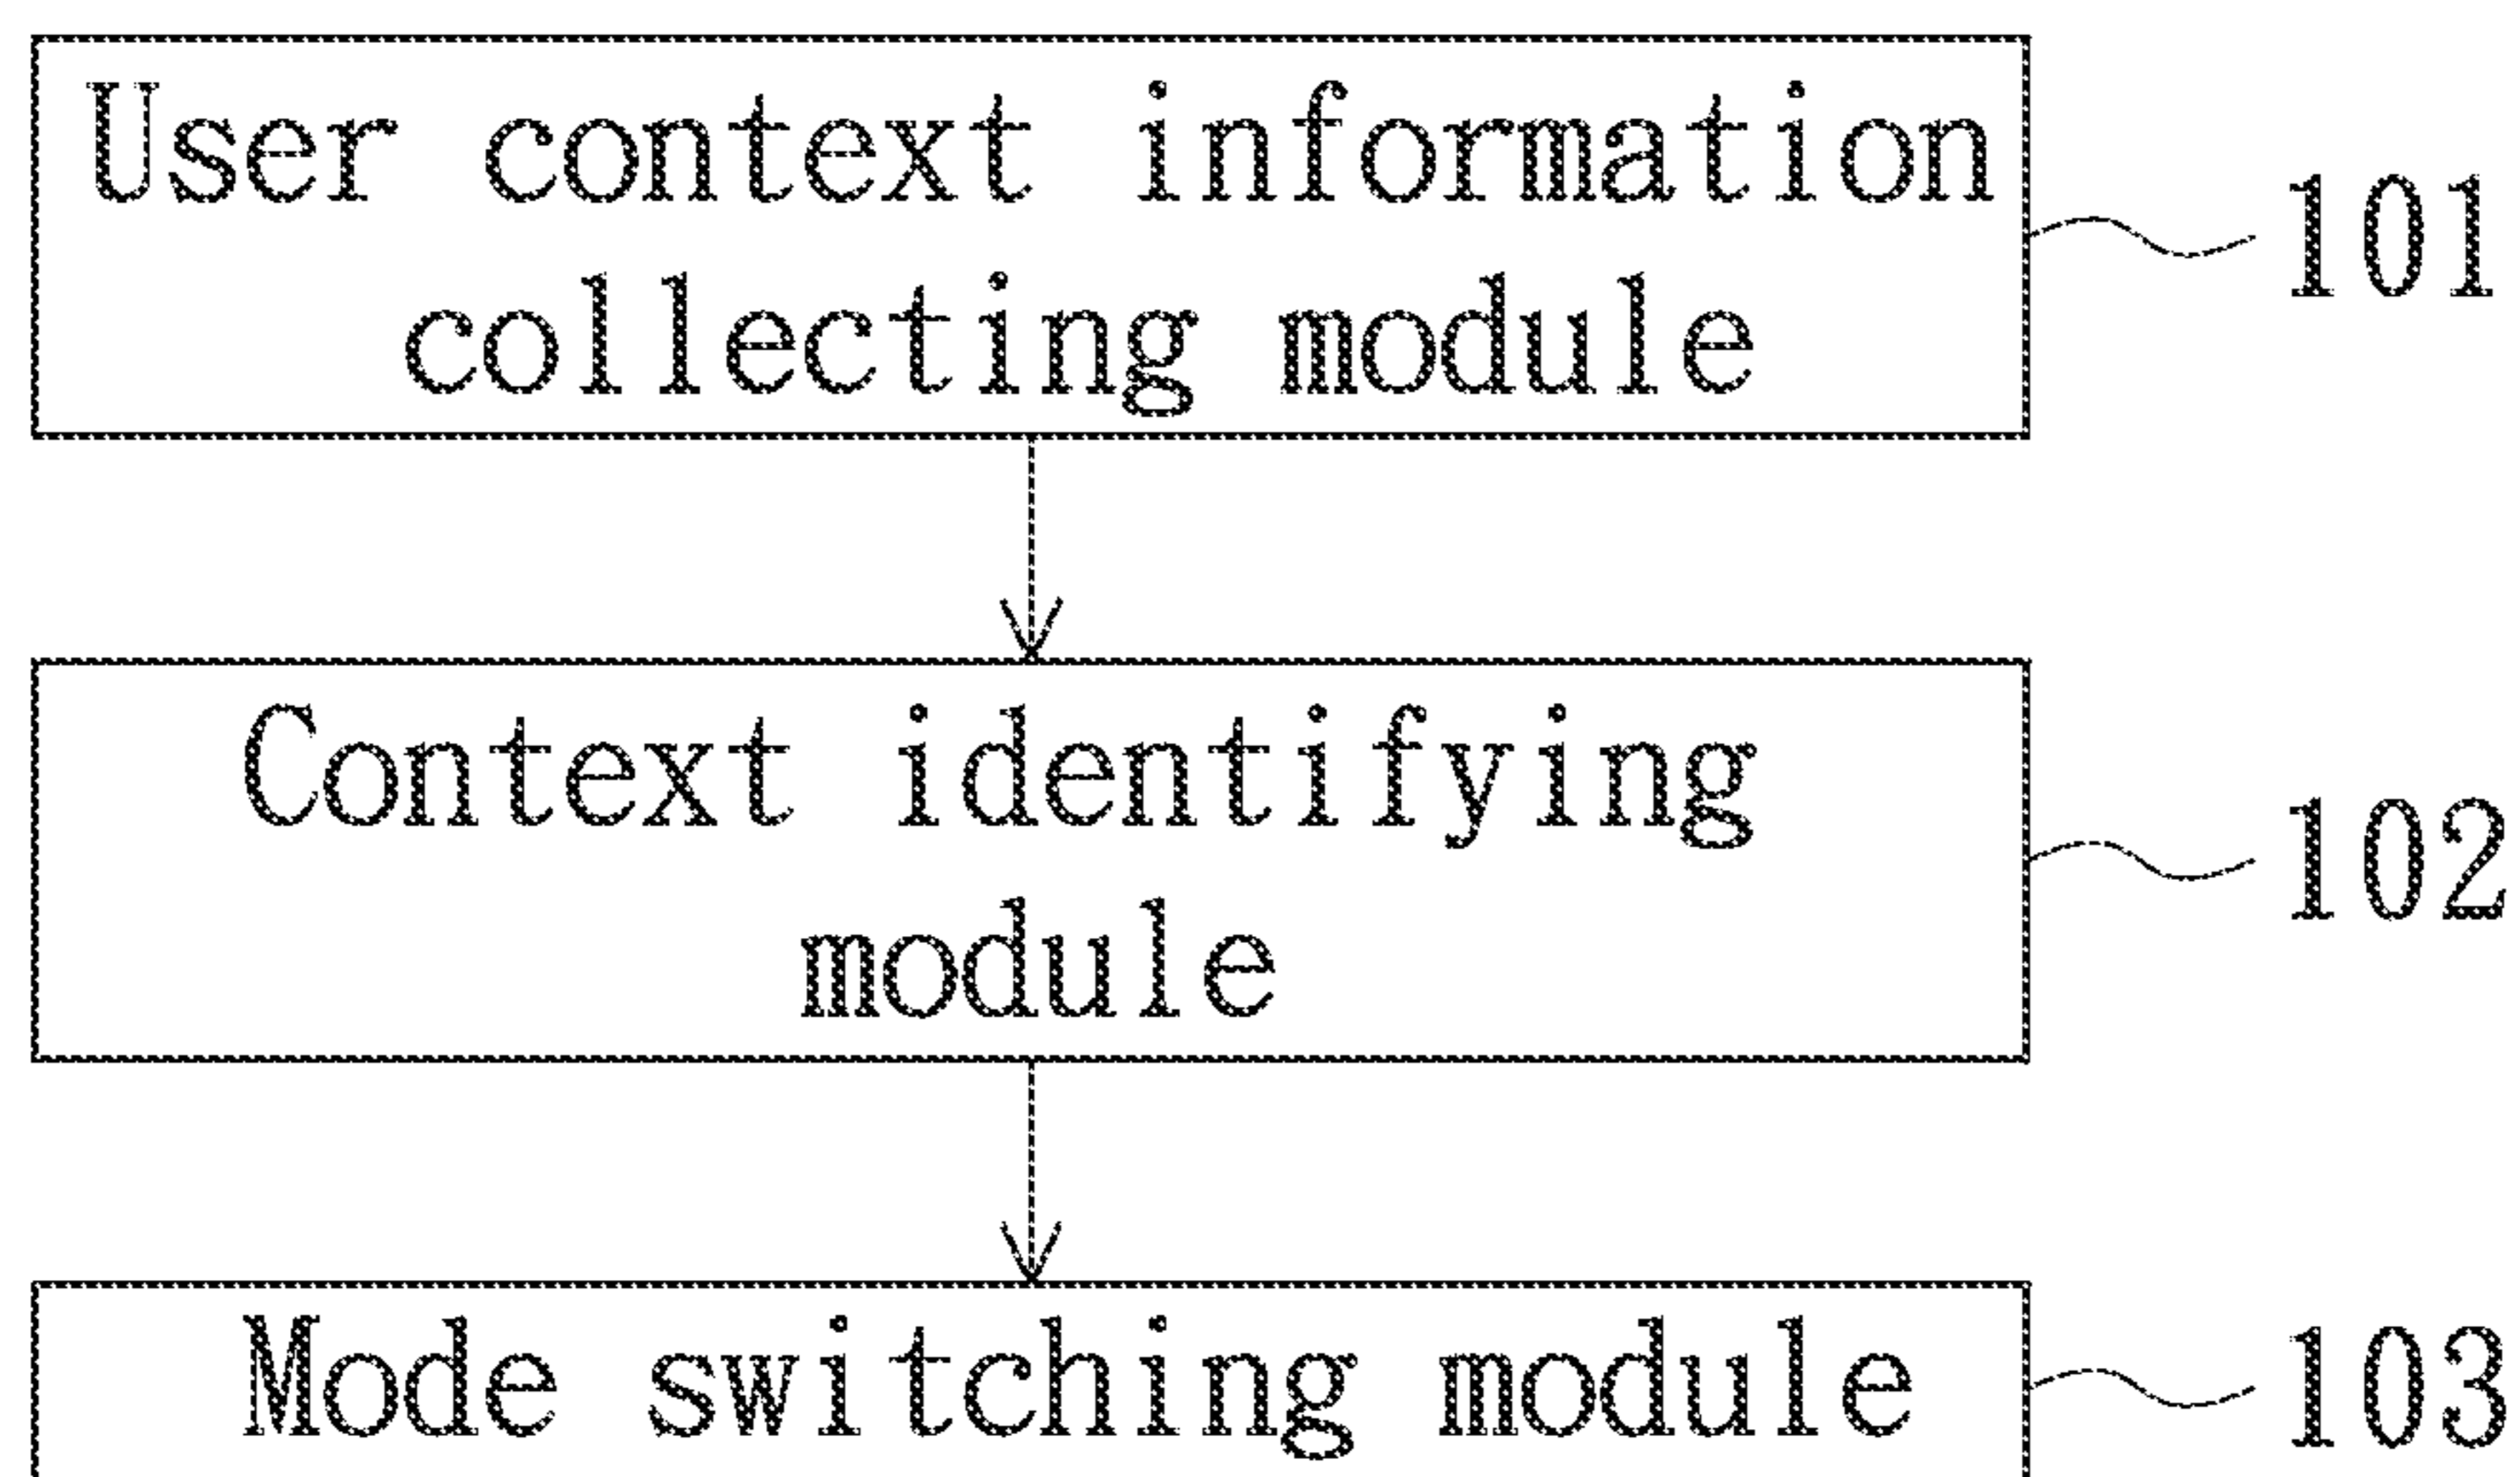 User context information
collecting module
101
Context identifying
module
102
Mode switching module
103